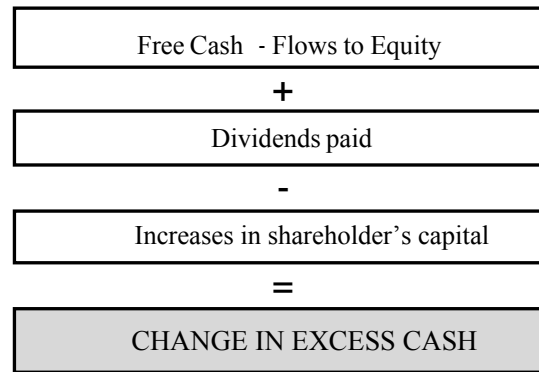 Free Cash - Flows to Equity
+
Dividends paid
-
Increases in shareholder’s capital
=
CHANGE IN EXCESS CASH